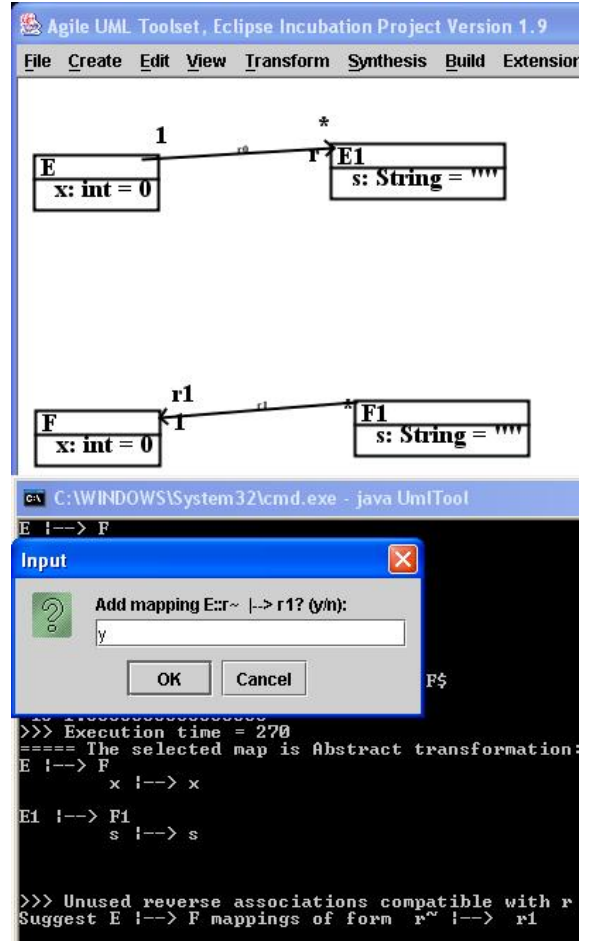 Agile UML Toolset, Eclipse Incubation Project Version 1.9
File Create Edit View Transform Synthesis Build Extension
1 *
r0
r
E E1
x: int = 0 s: String = ""
r1
r1
* 
1
F F1
x: int = 0 s: String = ""
C:\WINDOWS\System32\cmd.exe - java UmlTool
E |--> F
Input
Add mapping E::r~ |--> r1? (y/n):
y
OK Cancel
F$
>>> Execution time = 270
===== The selected map is Abstract transformation:
E |--> F
x |--> x
E1 |--> F1
s |--> s
>>> Unused reverse associations compatible with r
Suggest E |--> F mappings of form r~ |--> r1